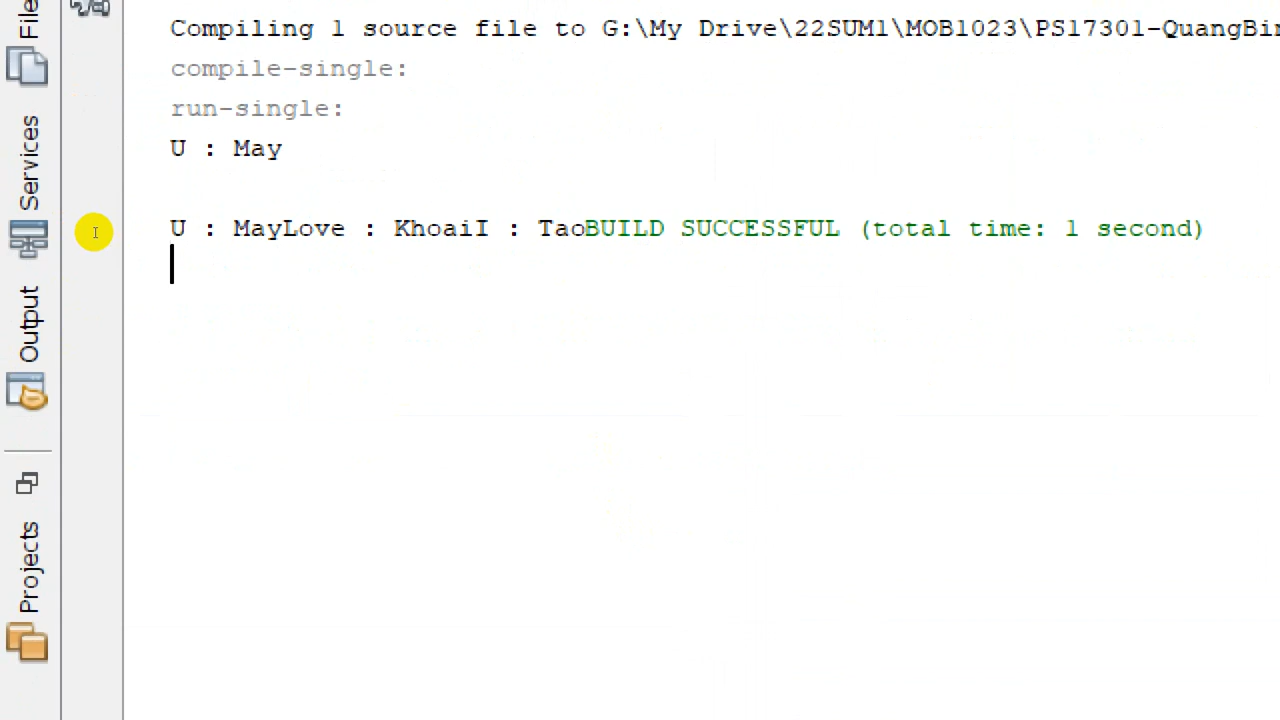 Compiling 1 source file to G:\My Drive\22SUM1\MOB1023\PS17301-QuangBin
compile-single:
run-single:
U : May
U : MayLove : KhoaiI : TaoBUILD SUCCESSFUL (total time: 1 second)
File
Services
Output
Projects